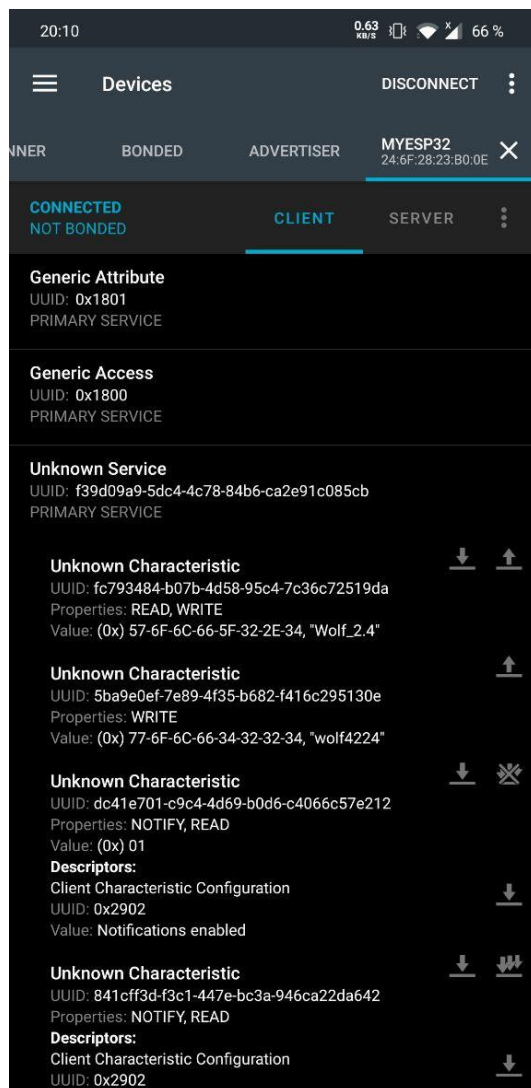 20:10
0.63
KB/S
x
66 %
Devices
DISCONNECT
NNER
BONDED
ADVERTISER
MYESP32
24:6F:28:23:B0:0E
CONNECTED
NOT BONDED
CLIENT
SERVER
Generic Attribute
UUID: 0x1801
PRIMARY SERVICE
Generic Access
UUID: 0x1800
PRIMARY SERVICE
Unknown Service
UUID: f39d09a9-5dc4-4c78-84b6-ca2e91c085cb
PRIMARY SERVICE
Unknown Characteristic
UUID: fc793484-b07b-4d58-95c4-7c36c72519da
Properties: READ, WRITE
Value: (0x) 57-6F-6C-66-5F-32-2E-34, "Wolf_2.4"
Unknown Characteristic
UUID: 5ba9e0ef-7e89-4f35-b682-f416c295130e
Properties: WRITE
Value: (0x) 77-6F-6C-66-34-32-32-34, "wolf4224"
Unknown Characteristic
UUID: dc41e701-c9c4-4d69-b0d6-c4066c57e212
Properties: NOTIFY, READ
Value: (0x) 01
Descriptors:
Client Characteristic Configuration
UUID: 0x2902
Value: Notifications enabled
Unknown Characteristic
UUID: 841cff3d-f3c1-447e-bc3a-946ca22da642
Properties: NOTIFY, READ
Descriptors:
Client Characteristic Configuration
UUID: 0x2902